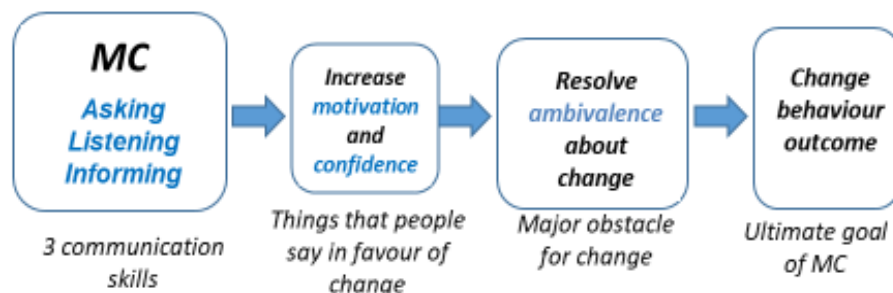 MC
Asking
Listening
Informing
3 communication
skills
Increase
motivation
and
confidence
Things that people
say in favour of
change
Resolve
ambivalence
about
change
Major obstacle
for change
Change
behaviour
outcome
Ultimate goal
of MC